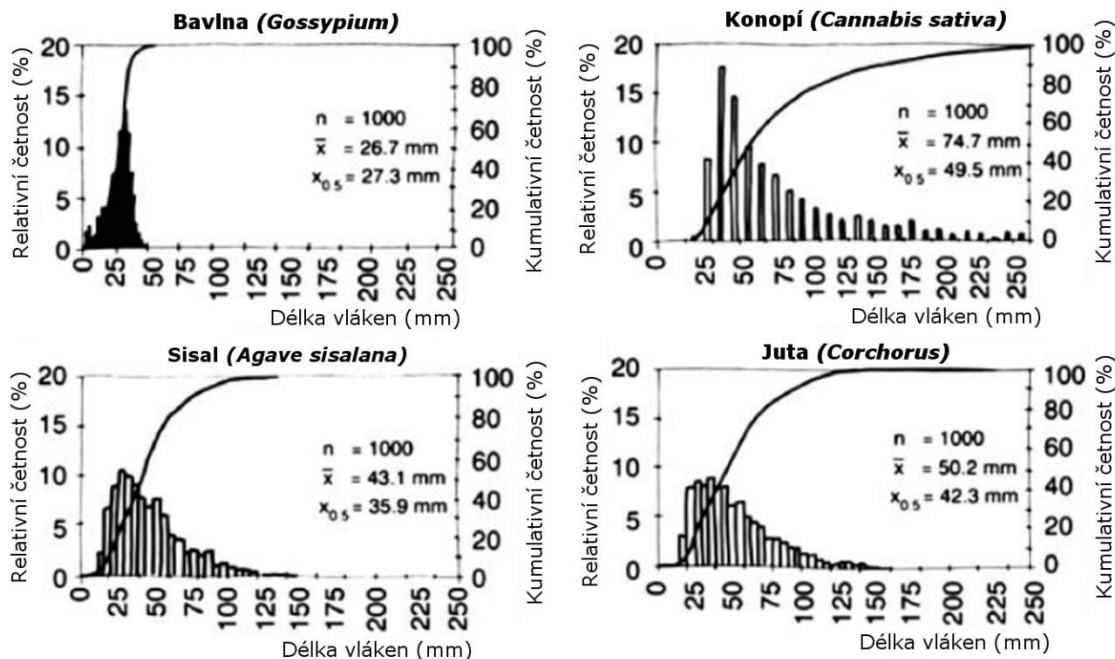 Bavlna (Gossypium)
Relativní četnost (%)
20
15
10
5
0
n = 1000
x̄ = 26.7 mm
x0.5 = 27.3 mm
100
80
60
40
20
0
Kumulativní četnost (%)
0 25 50 75 100 125 150 175 200 225 250
Délka vláken (mm)
Konopí (Cannabis sativa)
Relativní četnost (%)
20
15
10
5
0
n = 1000
x̄ = 74.7 mm
x0.5 = 49.5 mm
100
80
60
40
20
0
Kumulativní četnost (%)
0 25 50 75 100 125 150 175 200 225 250
Délka vláken (mm)
Sisal (Agave sisalana)
Relativní četnost (%)
20
15
10
5
0
n = 1000
x̄ = 43.1 mm
x0.5 = 35.9 mm
100
80
60
40
20
0
Kumulativní četnost (%)
0 25 50 75 100 125 150 175 200 225 250
Délka vláken (mm)
Juta (Corchorus)
Relativní četnost (%)
20
15
10
5
0
n = 1000
x̄ = 50.2 mm
x0.5 = 42.3 mm
100
80
60
40
20
0
Kumulativní četnost (%)
0 25 50 75 100 125 150 175 200 225 250
Délka vláken (mm)